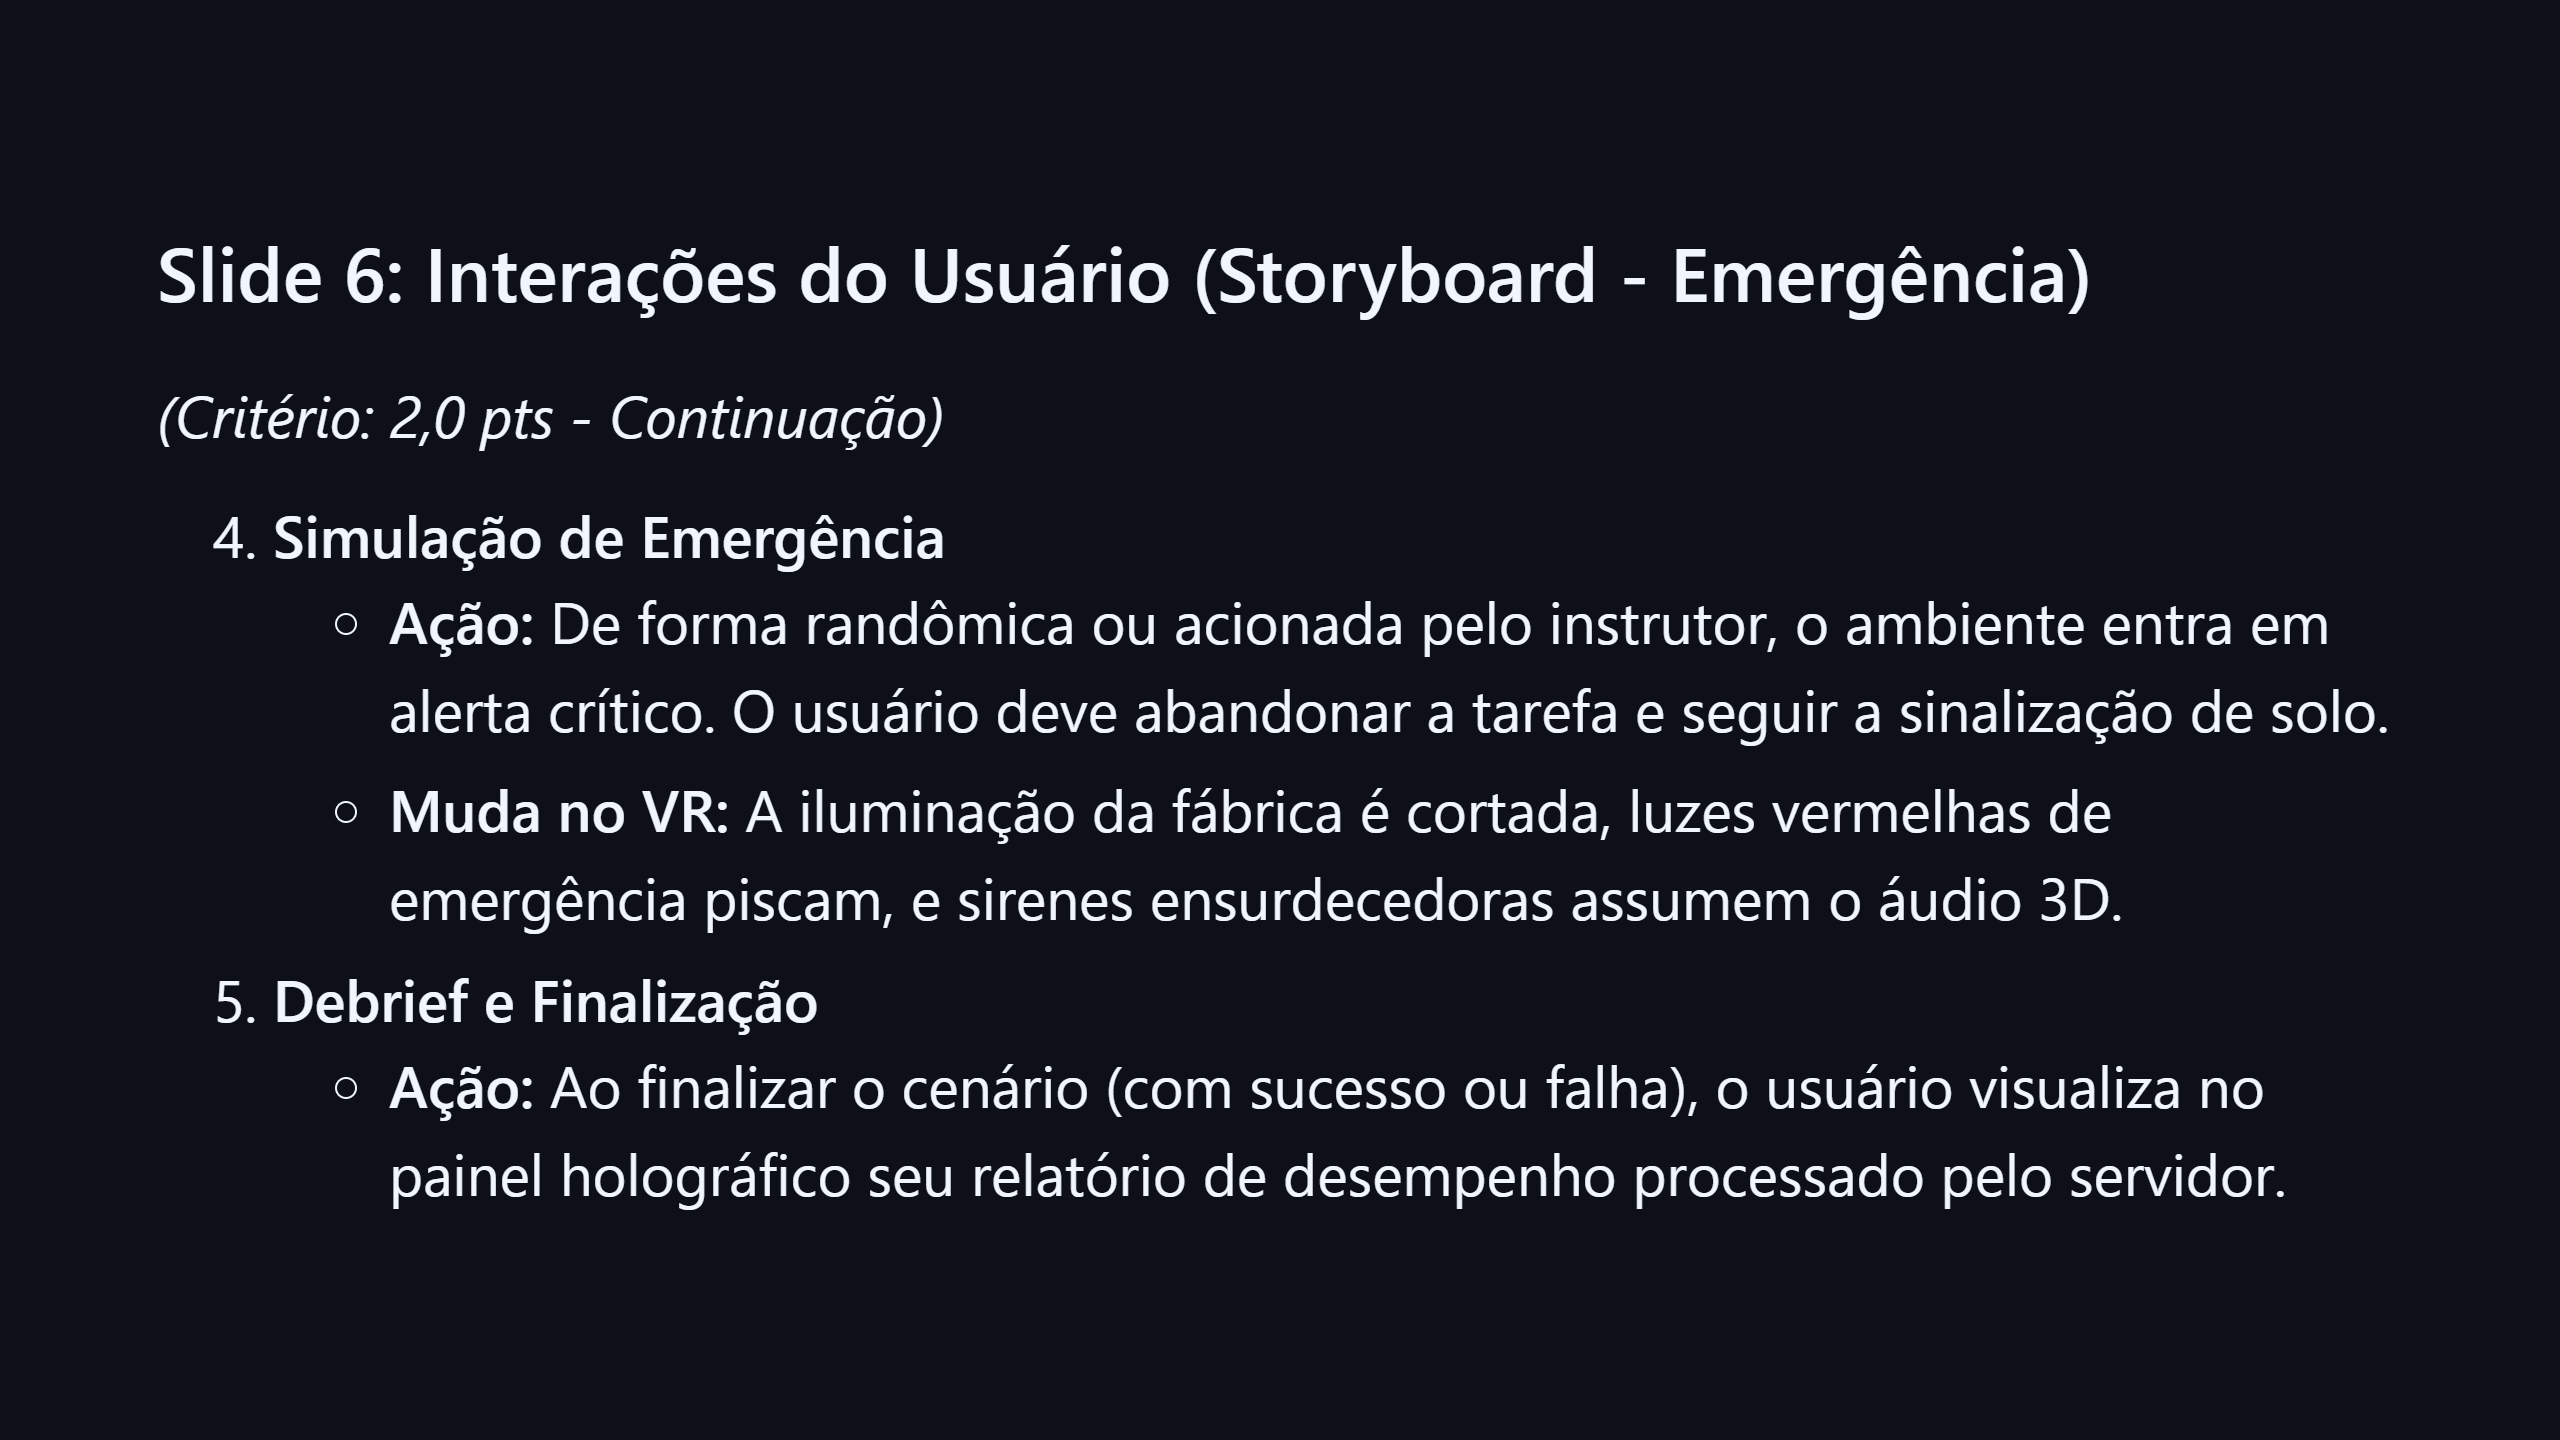 Slide 6: Interações do Usuário (Storyboard - Emergência)
(Critério: 2,0 pts - Continuação)
4. Simulação de Emergência
○ Ação: De forma randômica ou acionada pelo instrutor, o ambiente entra em
alerta crítico. O usuário deve abandonar a tarefa e seguir a sinalização de solo.
○ Muda no VR: A iluminação da fábrica é cortada, luzes vermelhas de
emergência piscam, e sirenes ensurdecedoras assumem o áudio 3D.
5. Debrief e Finalização
○ Ação: Ao finalizar o cenário (com sucesso ou falha), o usuário visualiza no
painel holográfico seu relatório de desempenho processado pelo servidor.